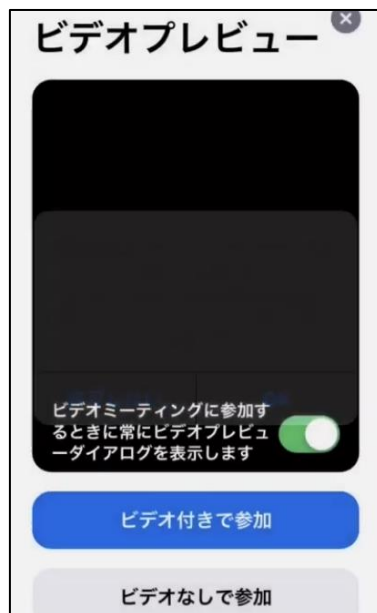 ビデオプレビュー
ビデオミーティングに参加す
るときに常にビデオプレビュ
ーダイアログを表示します
ビデオ付きで参加
ビデオなしで参加